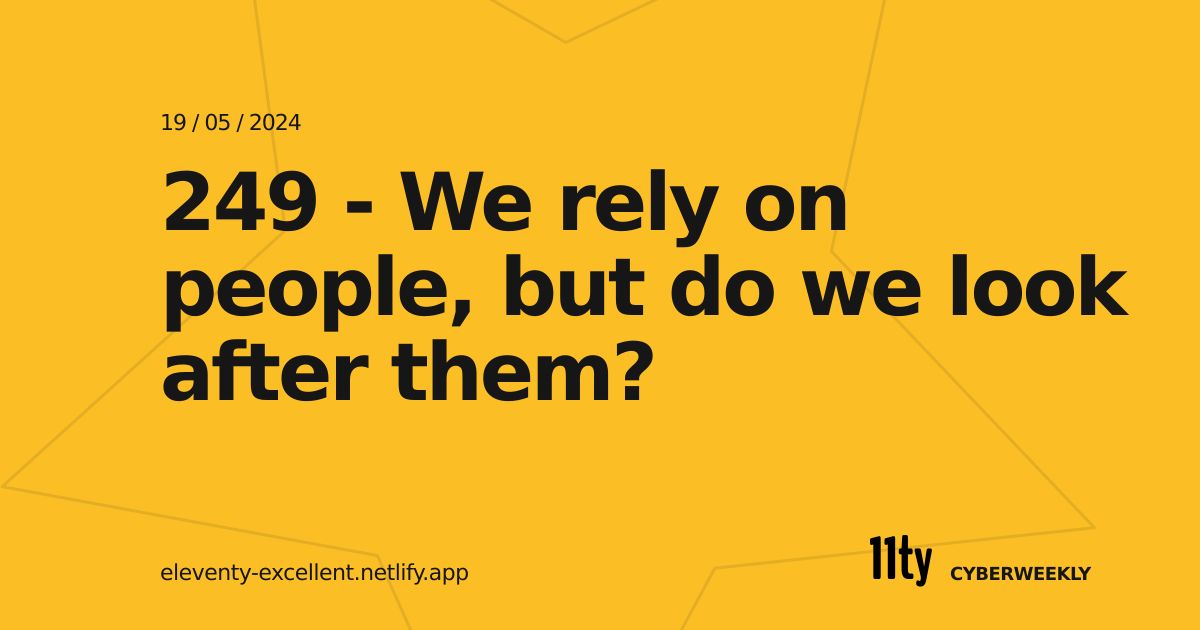 19 / 05 / 2024
249 - We rely on
people, but do we look
after them?
eleventy-excellent.netlify.app
11ty
CYBERWEEKLY